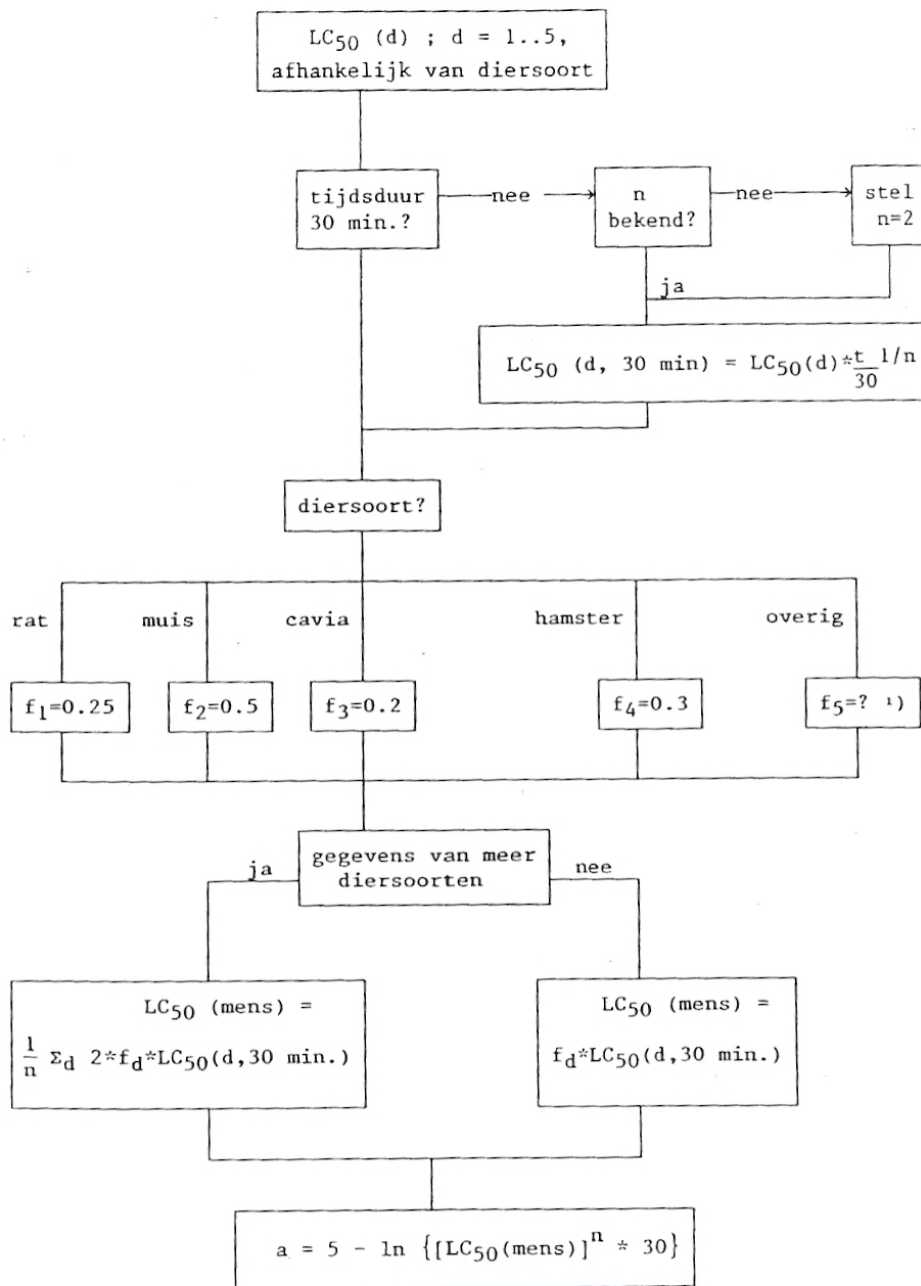 LC50 (d) ; d = 1..5,
afhankelijk van diersoort
tijdsduur
30 min.?
nee
n
bekend?
nee
stel
n=2
ja
LC50 (d, 30 min) = LC50(d)*t/30 1/n
diersoort?
rat
muis
cavia
hamster
overig
f1=0.25
f2=0.5
f3=0.2
f4=0.3
f5=? 1)
gegevens van meer
diersoorten
ja
nee
LC50 (mens) =
1/n Σd 2*fd*LC50(d,30 min.)
LC50 (mens) =
fd*LC50(d,30 min.)
a = 5 - ln {[LC50(mens)]^n * 30}